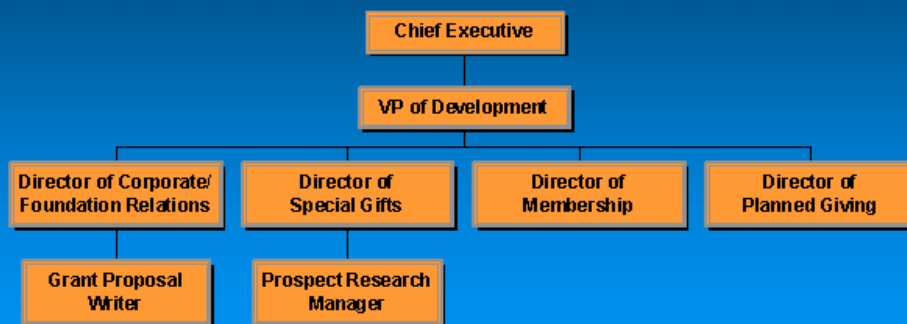 Chief Executive
VP of Development
Director of Corporate/
Foundation Relations
Director of
Special Gifts
Director of
Membership
Director of
Planned Giving
Grant Proposal
Writer
Prospect Research
Manager